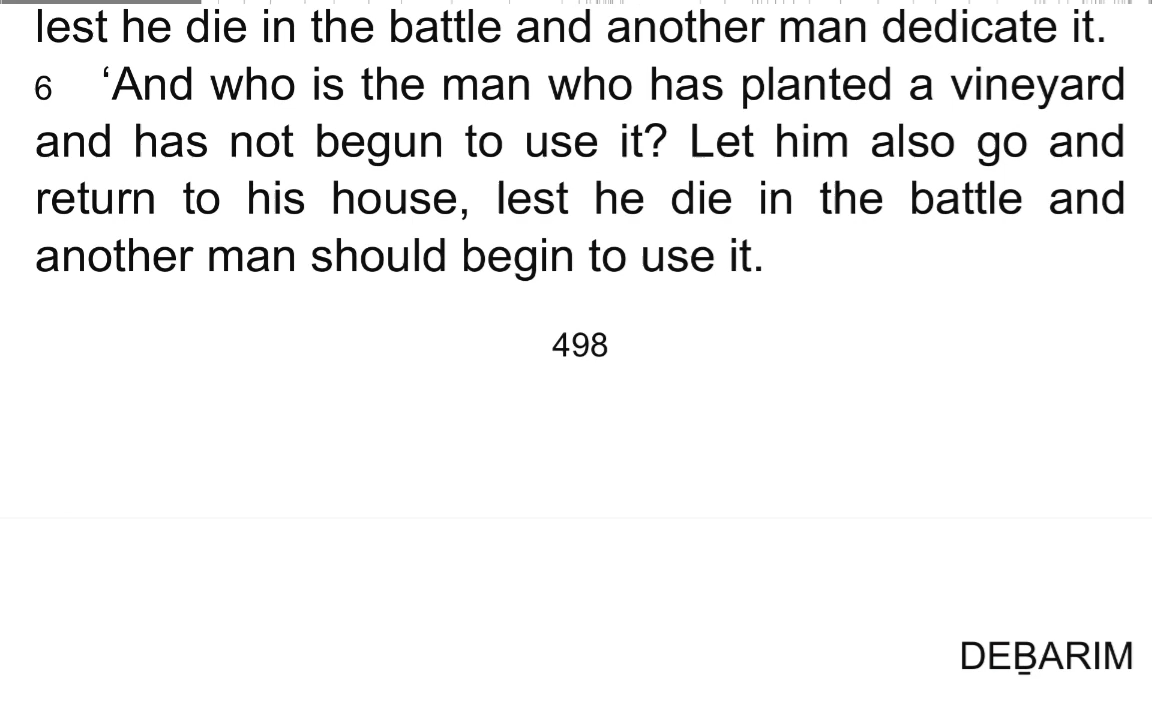 lest he die in the battle and another man dedicate it.
6 ‘And who is the man who has planted a vineyard
and has not begun to use it? Let him also go and
return to his house, lest he die in the battle and
another man should begin to use it.
498
DEḆARIM